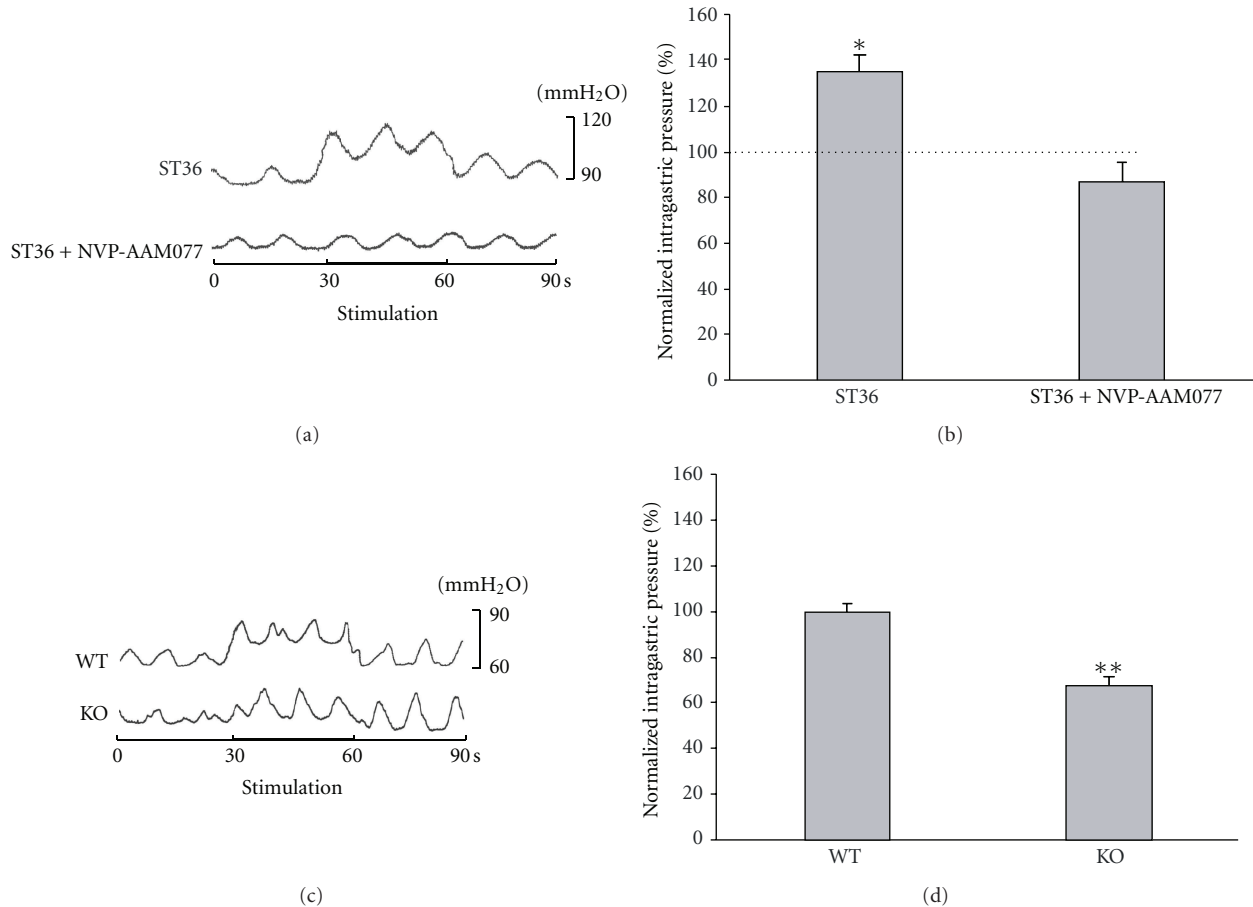 (mmH2O)
120
90
ST36
ST36 + NVP-AAM077
0 30 60 90 s
Stimulation
(a)
Normalized intragastric pressure (%)
160
140
120
100
80
60
40
20
0
*
ST36 ST36 + NVP-AAM077
(b)
(mmH2O)
90
60
WT
KO
0 30 60 90 s
Stimulation
(c)
Normalized intragastric pressure (%)
160
140
120
100
80
60
40
20
0
**
WT KO
(d)